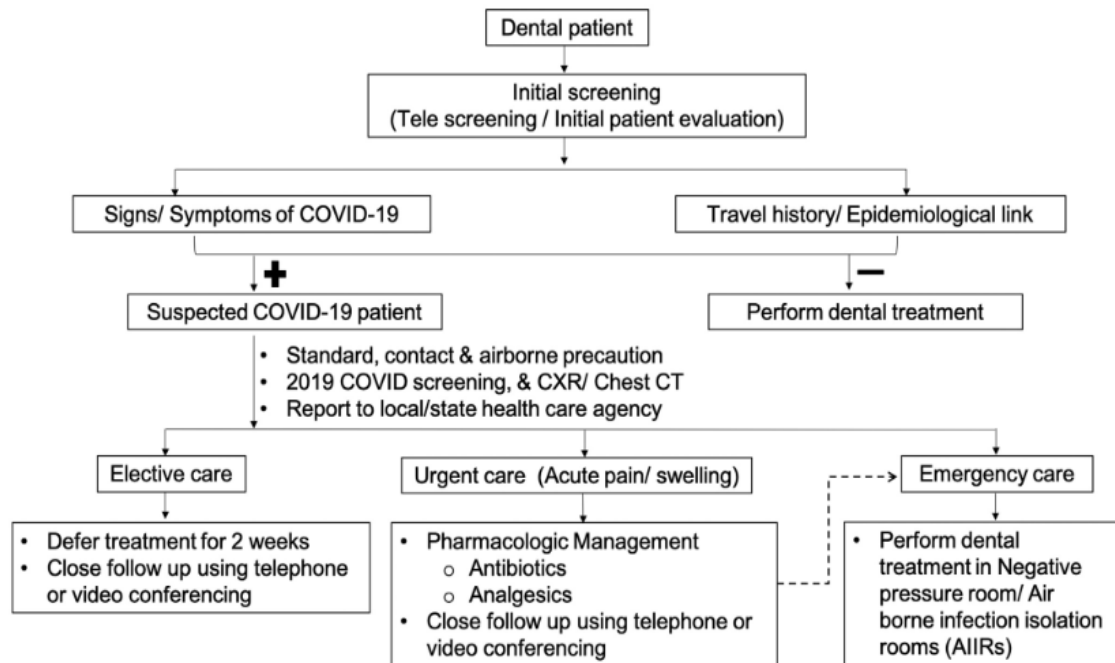 Dental patient
Initial screening
(Tele screening / Initial patient evaluation)
Signs/ Symptoms of COVID-19
Travel history/ Epidemiological link
+
−
Suspected COVID-19 patient
Perform dental treatment
• Standard, contact & airborne precaution
• 2019 COVID screening, & CXR/ Chest CT
• Report to local/state health care agency
Elective care
Urgent care (Acute pain/ swelling)
Emergency care
• Defer treatment for 2 weeks
• Close follow up using telephone
or video conferencing
• Pharmacologic Management
o Antibiotics
o Analgesics
• Close follow up using telephone or
video conferencing
• Perform dental
treatment in Negative
pressure room/ Air
borne infection isolation
rooms (AIIRs)